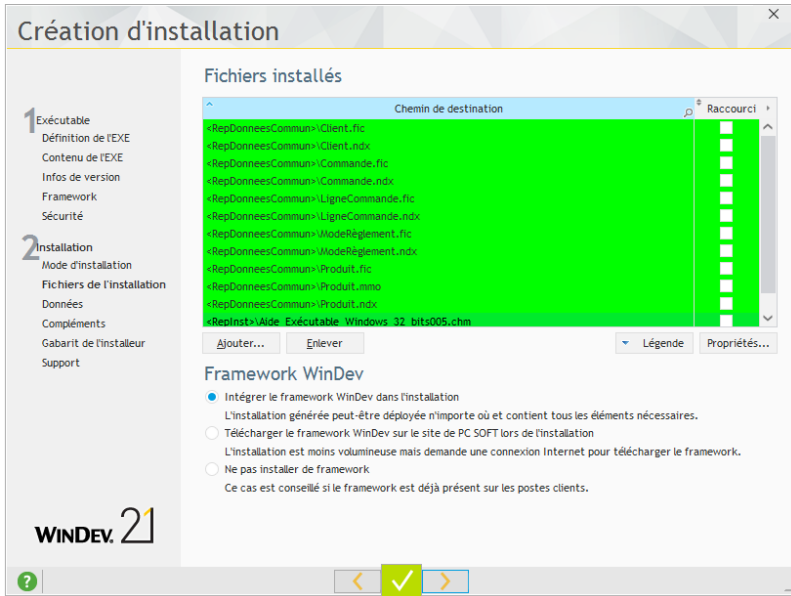 Création d'installation
1
Exécutable
Définition de l'EXE
Contenu de l'EXE
Infos de version
Framework
Sécurité
2
Installation
Mode d'installation
Fichiers de l'installation
Données
Compléments
Gabarit de l'installeur
Support
WINDEV. 21
Fichiers installés
Chemin de destination Raccourci
<RepDonneesCommun>\Client.fic
<RepDonneesCommun>\Client.ndx
<RepDonneesCommun>\Commande.fic
<RepDonneesCommun>\Commande.ndx
<RepDonneesCommun>\LigneCommande.fic
<RepDonneesCommun>\LigneCommande.ndx
<RepDonneesCommun>\ModeRèglement.fic
<RepDonneesCommun>\ModeRèglement.ndx
<RepDonneesCommun>\Produit.fic
<RepDonneesCommun>\Produit.mmo
<RepDonneesCommun>\Produit.ndx
<RepInst>\Aide Exécutable Windows 32 bits005.chm
Ajouter... Enlever Légende Propriétés...
Framework WinDev
Intégrer le framework WinDev dans l'installation
L'installation générée peut-être déployée n'importe où et contient tous les éléments nécessaires.
Télécharger le framework WinDev sur le site de PC SOFT lors de l'installation
L'installation est moins volumineuse mais demande une connexion Internet pour télécharger le framework.
Ne pas installer de framework
Ce cas est conseillé si le framework est déjà présent sur les postes clients.
?